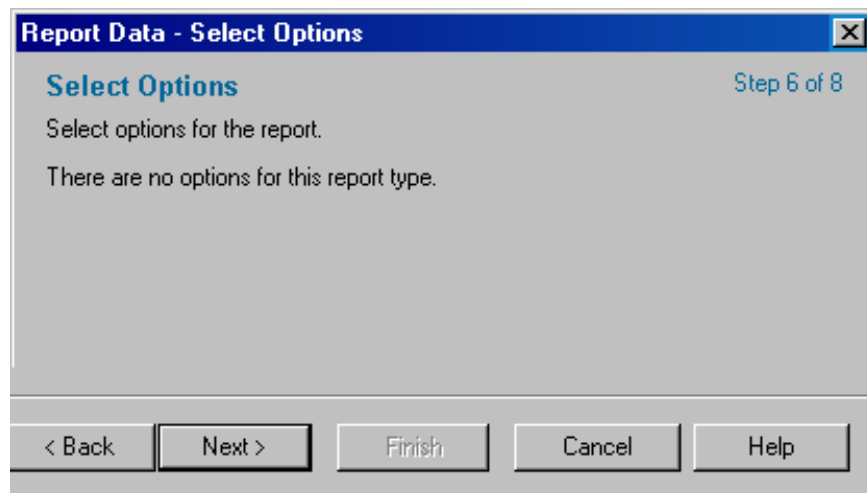 Report Data - Select Options
Select Options
Step 6 of 8
Select options for the report.
There are no options for this report type.
< Back
Next >
Finish
Cancel
Help